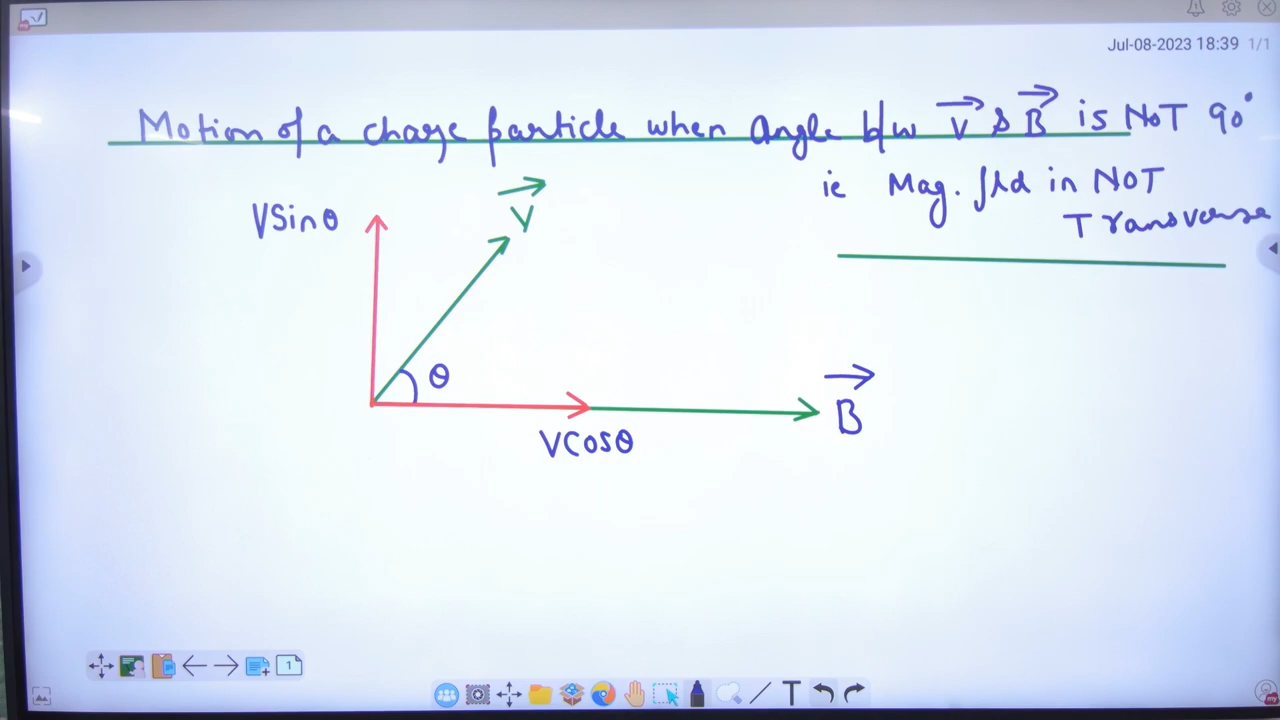 Jul-08-2023 18:39 1/1
Motion of a charge particle when Angle b/w V & B is NOT 90°
ie Mag. fld in NOT
Transverse
VSinθ
V
θ
B
VCosθ
1
T